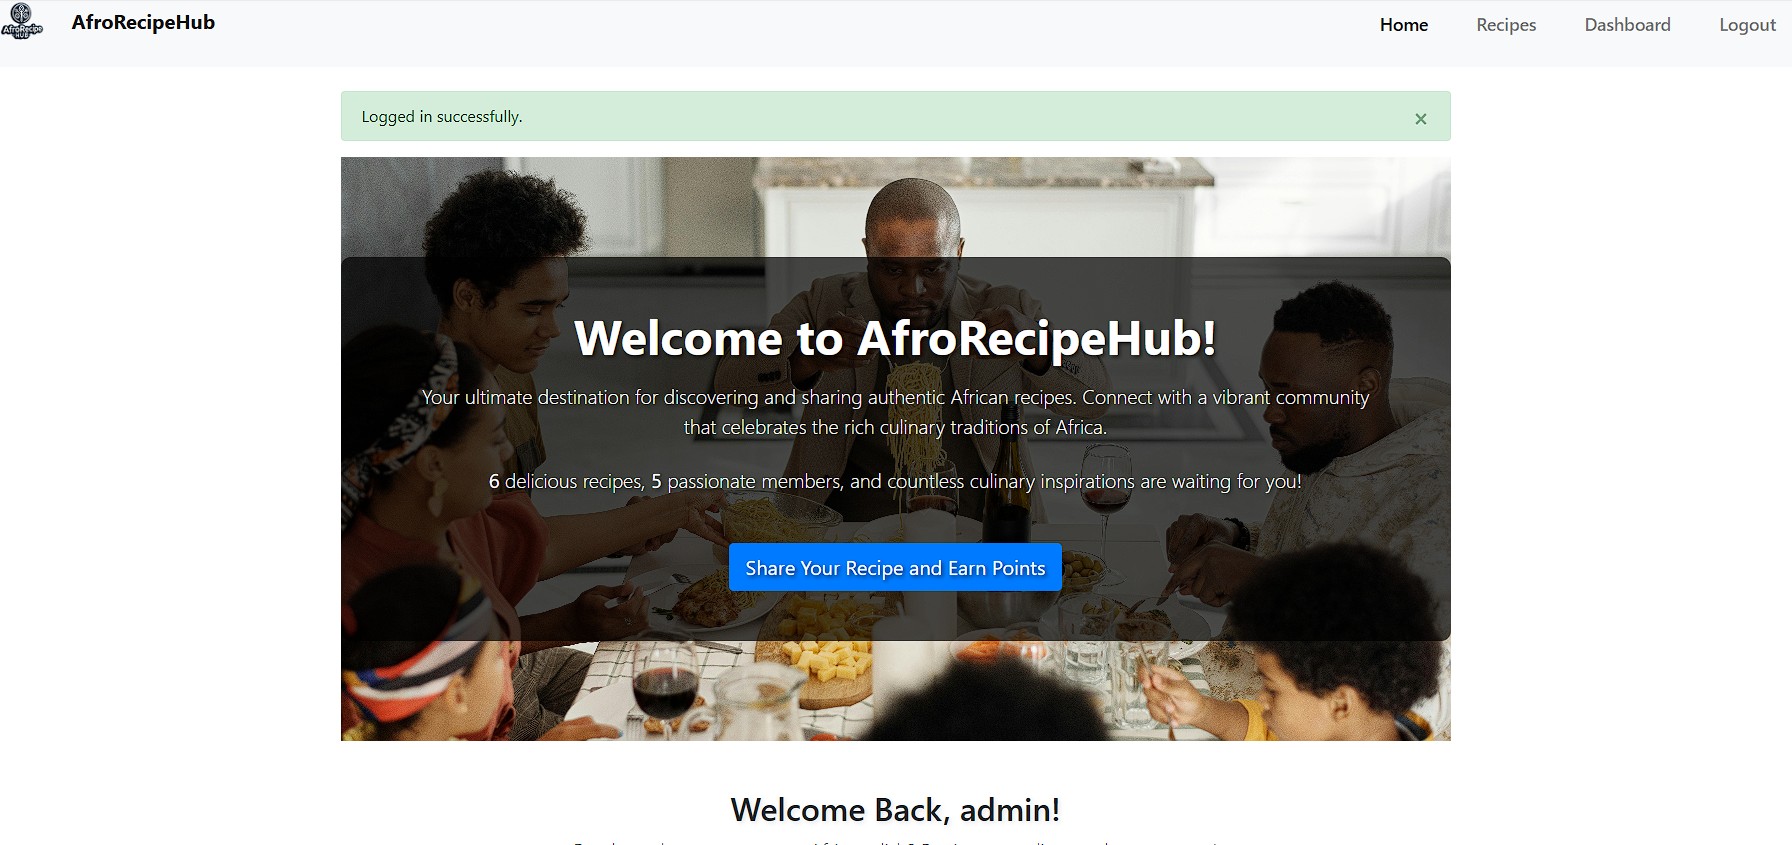 AfroRecipe
HUB
AfroRecipeHub
Home
Recipes
Dashboard
Logout
Logged in successfully.
×
Welcome to AfroRecipeHub!
Your ultimate destination for discovering and sharing authentic African recipes. Connect with a vibrant community
that celebrates the rich culinary traditions of Africa.
6 delicious recipes, 5 passionate members, and countless culinary inspirations are waiting for you!
Share Your Recipe and Earn Points
Welcome Back, admin!